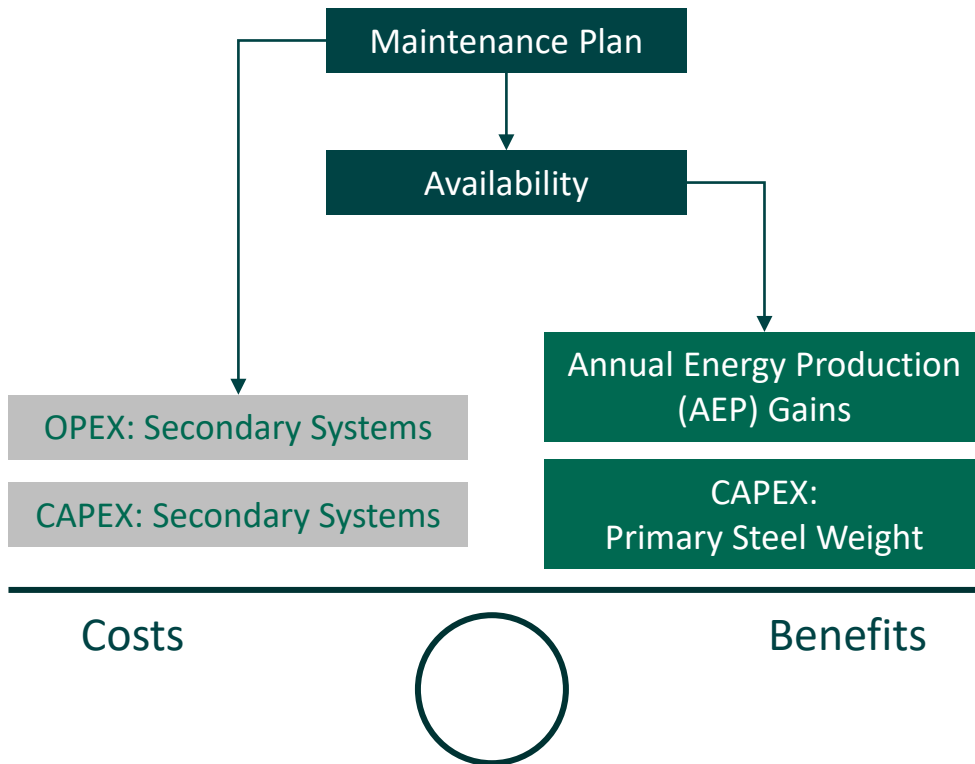 Maintenance Plan
Availability
Annual Energy Production
(AEP) Gains
OPEX: Secondary Systems
CAPEX: Secondary Systems
CAPEX:
Primary Steel Weight
Costs
Benefits